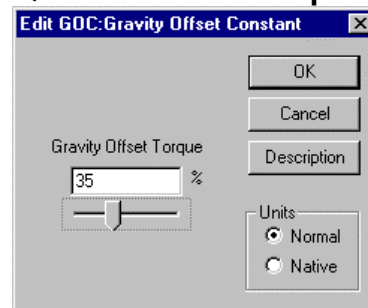 Edit GOC:Gravity Offset Constant
OK
Cancel
Gravity Offset Torque
Description
35 %
Units
Normal
Native